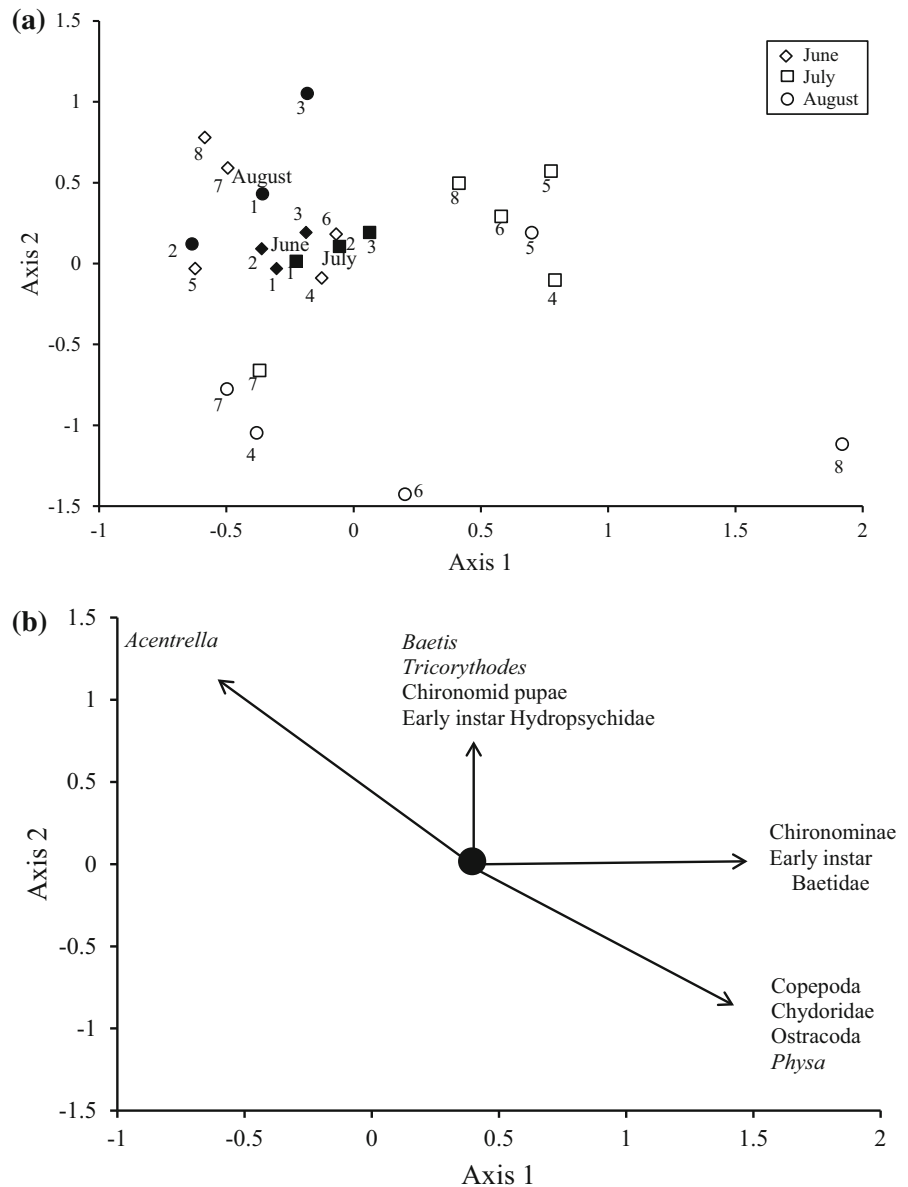 (a)
1.5
1
0.5
0
-0.5
-1
-1.5
Axis 2
June
July
August
3
8
7
August
1
2
5
3
June
2
1
1
6
2
July
4
3
8
5
6
5
4
7
7
4
6
8
-1
-0.5
0
0.5
1
1.5
2
Axis 1
(b)
1.5
1
0.5
0
-0.5
-1
-1.5
Axis 2
Acentrella
Baetis
Tricorythodes
Chironomid pupae
Early instar Hydropsychidae
Chironominae
Early instar
Baetidae
Copepoda
Chydoridae
Ostracoda
Physa
-1
-0.5
0
0.5
1
1.5
2
Axis 1